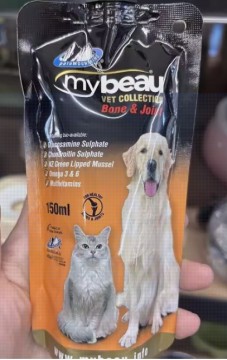 mybeau
VET COLLECTION
Bone & Joint
Glucosamine Sulphate
Chondroitin Sulphate
NZ Green Lipped Mussel
Omega 3 & 6
Multivitamins
150ml
www.mybeau.info